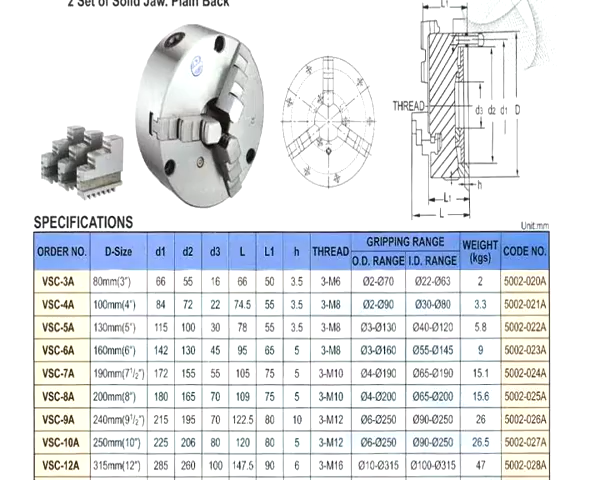 2 Set of Solid Jaw. Plain Back
L1
THREAD
d3 d2 d1 D
h
L1
L
SPECIFICATIONS
Unit:mm
ORDER NO. D-Size d1 d2 d3 L L1 h THREAD GRIPPING RANGE WEIGHT (kgs) CODE NO.
O.D. RANGE I.D. RANGE
VSC-3A 80mm(3") 66 55 16 66 50 3.5 3-M6 Ø2-Ø70 Ø22-Ø63 2 5002-020A
VSC-4A 100mm(4") 84 72 22 74.5 55 3.5 3-M8 Ø2-Ø90 Ø30-Ø80 3.3 5002-021A
VSC-5A 130mm(5") 115 100 30 78 55 3.5 3-M8 Ø3-Ø130 Ø40-Ø120 5.8 5002-022A
VSC-6A 160mm(6") 142 130 45 95 65 5 3-M8 Ø3-Ø160 Ø55-Ø145 9 5002-023A
VSC-7A 190mm(7 1/2") 172 155 55 105 75 5 3-M10 Ø4-Ø190 Ø65-Ø190 15.1 5002-024A
VSC-8A 200mm(8") 180 165 70 109 75 5 3-M10 Ø4-Ø200 Ø65-Ø200 15.6 5002-025A
VSC-9A 240mm(9 1/2") 215 195 70 122.5 80 10 3-M12 Ø6-Ø250 Ø90-Ø250 26 5002-026A
VSC-10A 250mm(10") 225 206 80 120 80 5 3-M12 Ø6-Ø250 Ø90-Ø250 26.5 5002-027A
VSC-12A 315mm(12") 285 260 100 147.5 90 6 3-M16 Ø10-Ø315 Ø100-Ø315 47 5002-028A